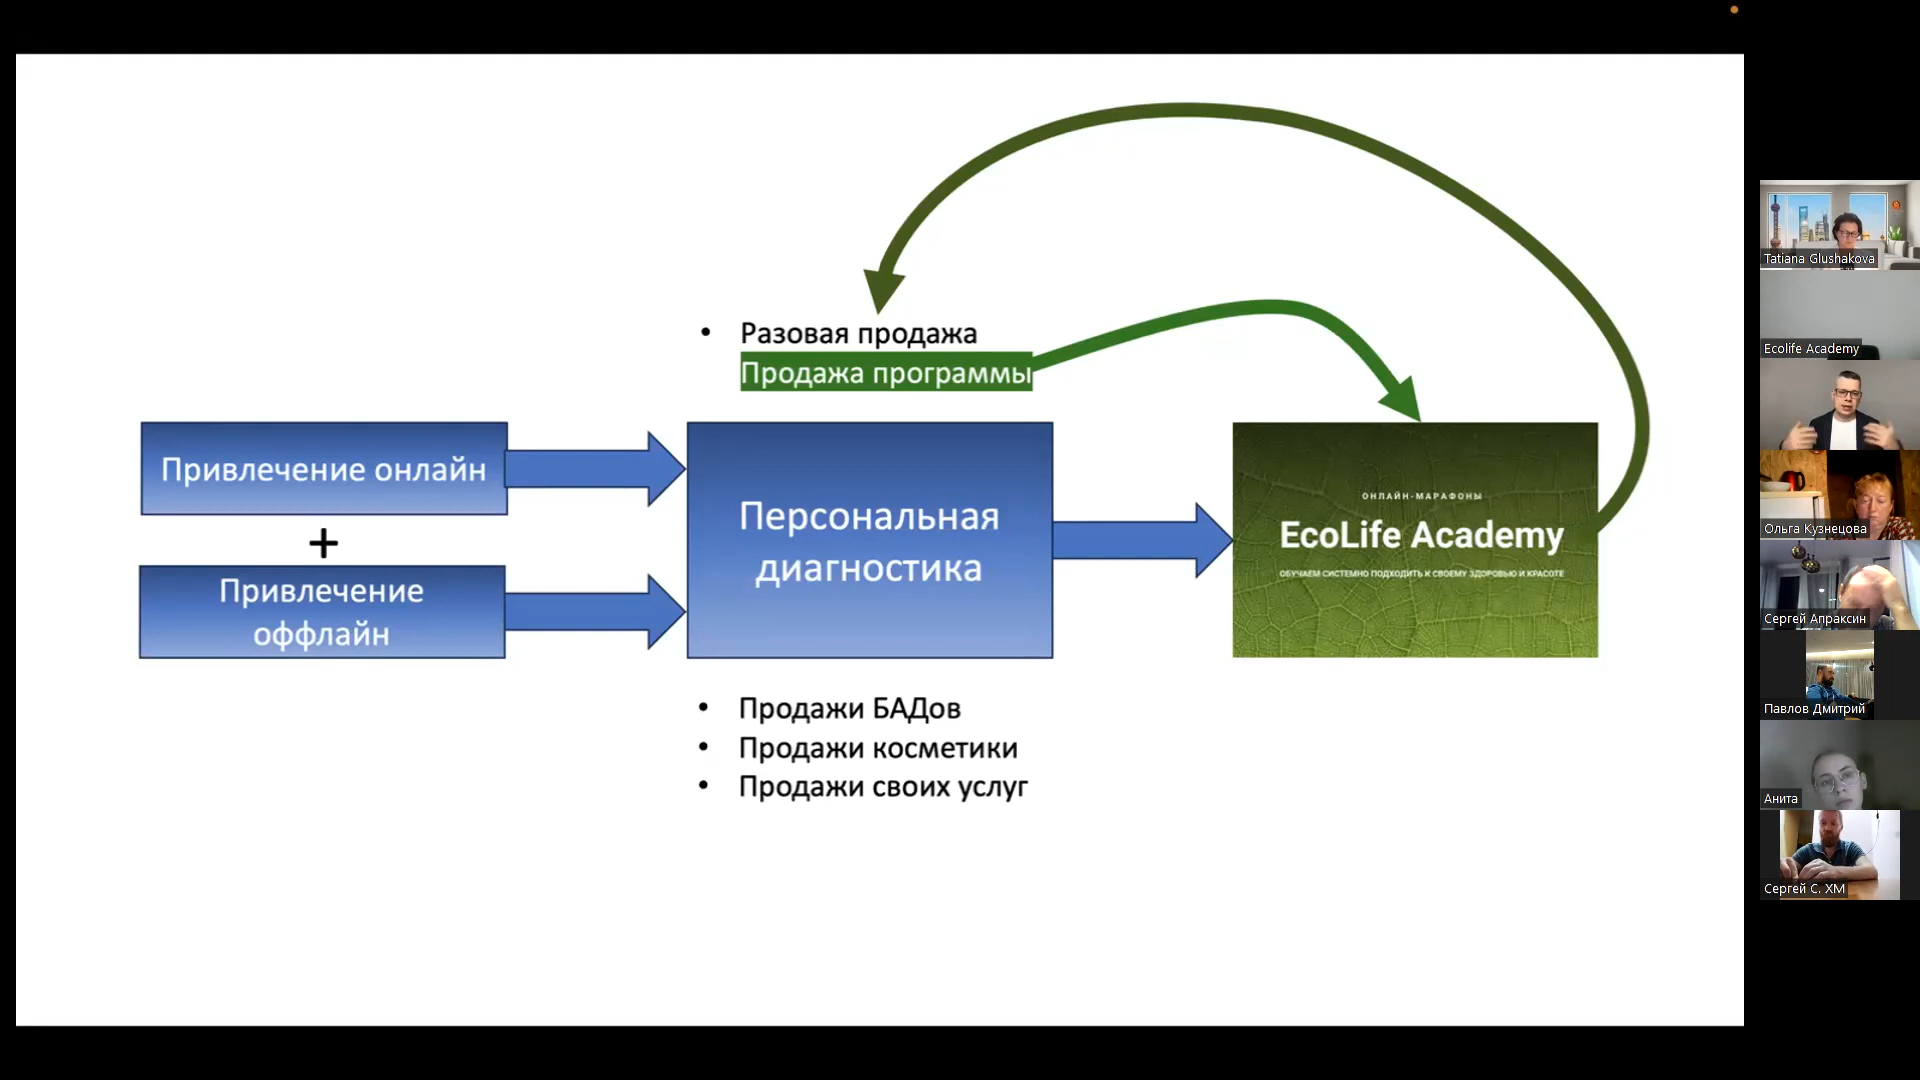 • Разовая продажа
Продажа программы
Привлечение онлайн
+
Привлечение
оффлайн
Персональная
диагностика
ОНЛАЙН-МАРАФОНЫ
EcoLife Academy
ОБУЧАЕМ СИСТЕМНО ПОДХОДИТЬ К СВОЕМУ ЗДОРОВЬЮ И КРАСОТЕ
• Продажи БАДов
• Продажи косметики
• Продажи своих услуг
Tatiana Glushakova
Ecolife Academy
Ольга Кузнецова
Сергей Апраксин
Павлов Дмитрий
Анита
Сергей С. ХМ